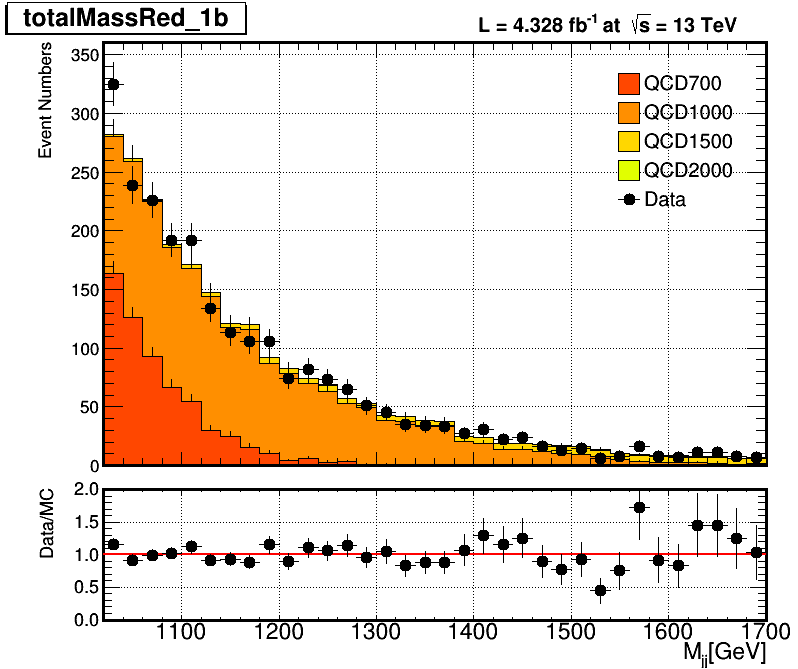 totalMassRed_1b
L = 4.328 fb-1 at √s = 13 TeV
Event Numbers
350
300
250
200
150
100
50
0
QCD700
QCD1000
QCD1500
QCD2000
Data
Data/MC
2.0
1.5
1.0
0.5
0.0
1100 1200 1300 1400 1500 1600 1700
Mjj[GeV]